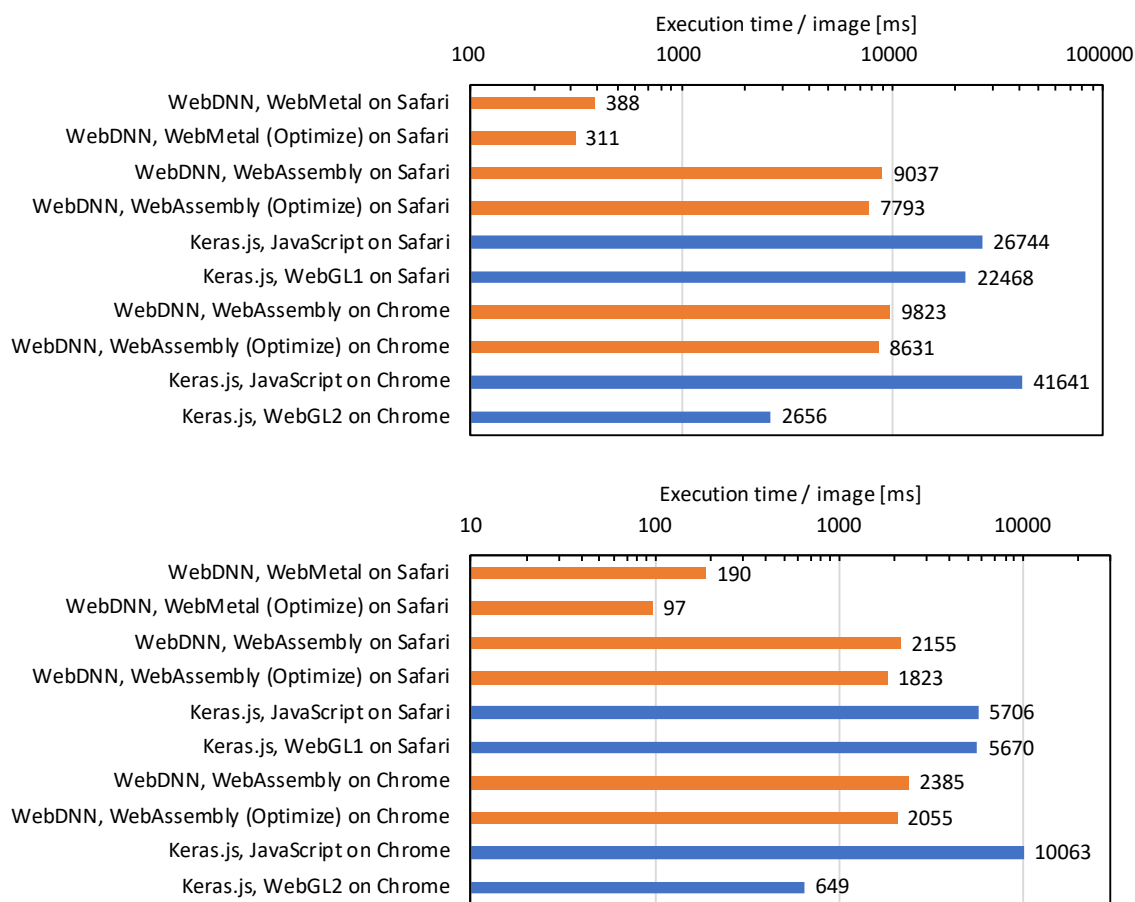 Execution time / image [ms]
100 1000 10000 100000
WebDNN, WebMetal on Safari 388
WebDNN, WebMetal (Optimize) on Safari 311
WebDNN, WebAssembly on Safari 9037
WebDNN, WebAssembly (Optimize) on Safari 7793
Keras.js, JavaScript on Safari 26744
Keras.js, WebGL1 on Safari 22468
WebDNN, WebAssembly on Chrome 9823
WebDNN, WebAssembly (Optimize) on Chrome 8631
Keras.js, JavaScript on Chrome 41641
Keras.js, WebGL2 on Chrome 2656
Execution time / image [ms]
10 100 1000 10000
WebDNN, WebMetal on Safari 190
WebDNN, WebMetal (Optimize) on Safari 97
WebDNN, WebAssembly on Safari 2155
WebDNN, WebAssembly (Optimize) on Safari 1823
Keras.js, JavaScript on Safari 5706
Keras.js, WebGL1 on Safari 5670
WebDNN, WebAssembly on Chrome 2385
WebDNN, WebAssembly (Optimize) on Chrome 2055
Keras.js, JavaScript on Chrome 10063
Keras.js, WebGL2 on Chrome 649